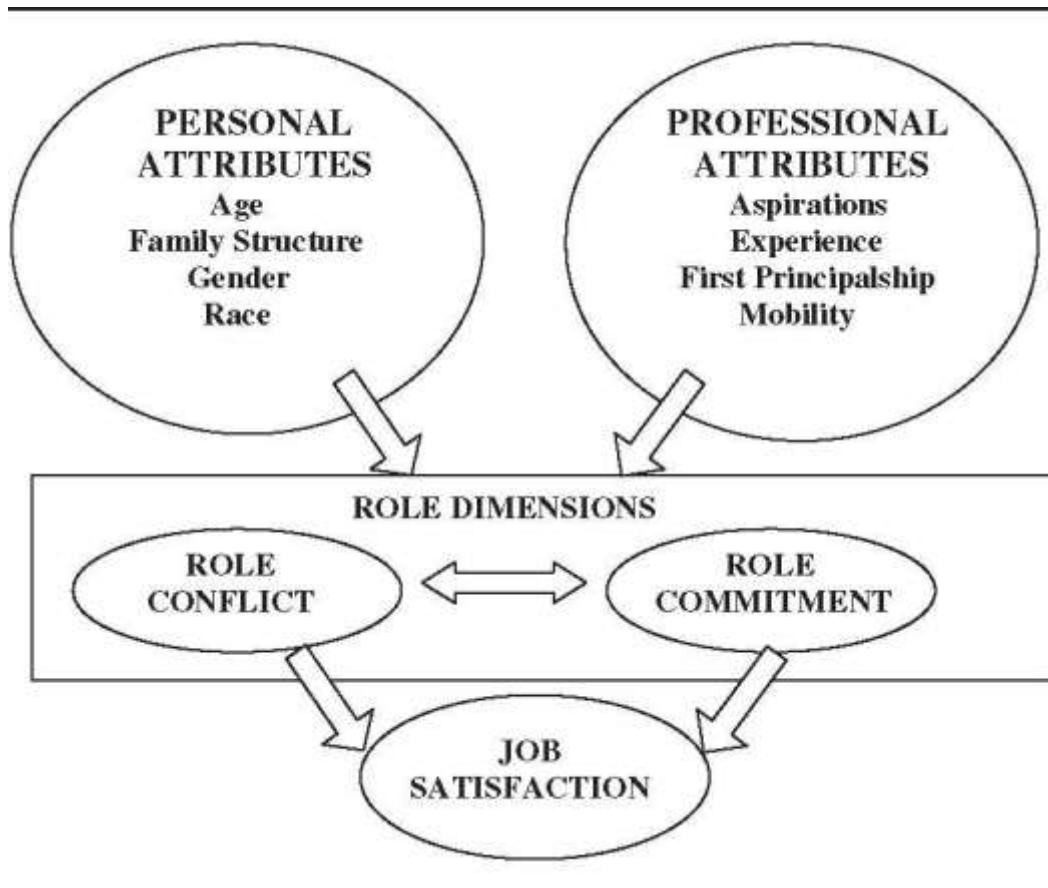 PERSONAL
ATTRIBUTES
Age
Family Structure
Gender
Race
PROFESSIONAL
ATTRIBUTES
Aspirations
Experience
First Principalship
Mobility
ROLE DIMENSIONS
ROLE
CONFLICT
ROLE
COMMITMENT
JOB
SATISFACTION